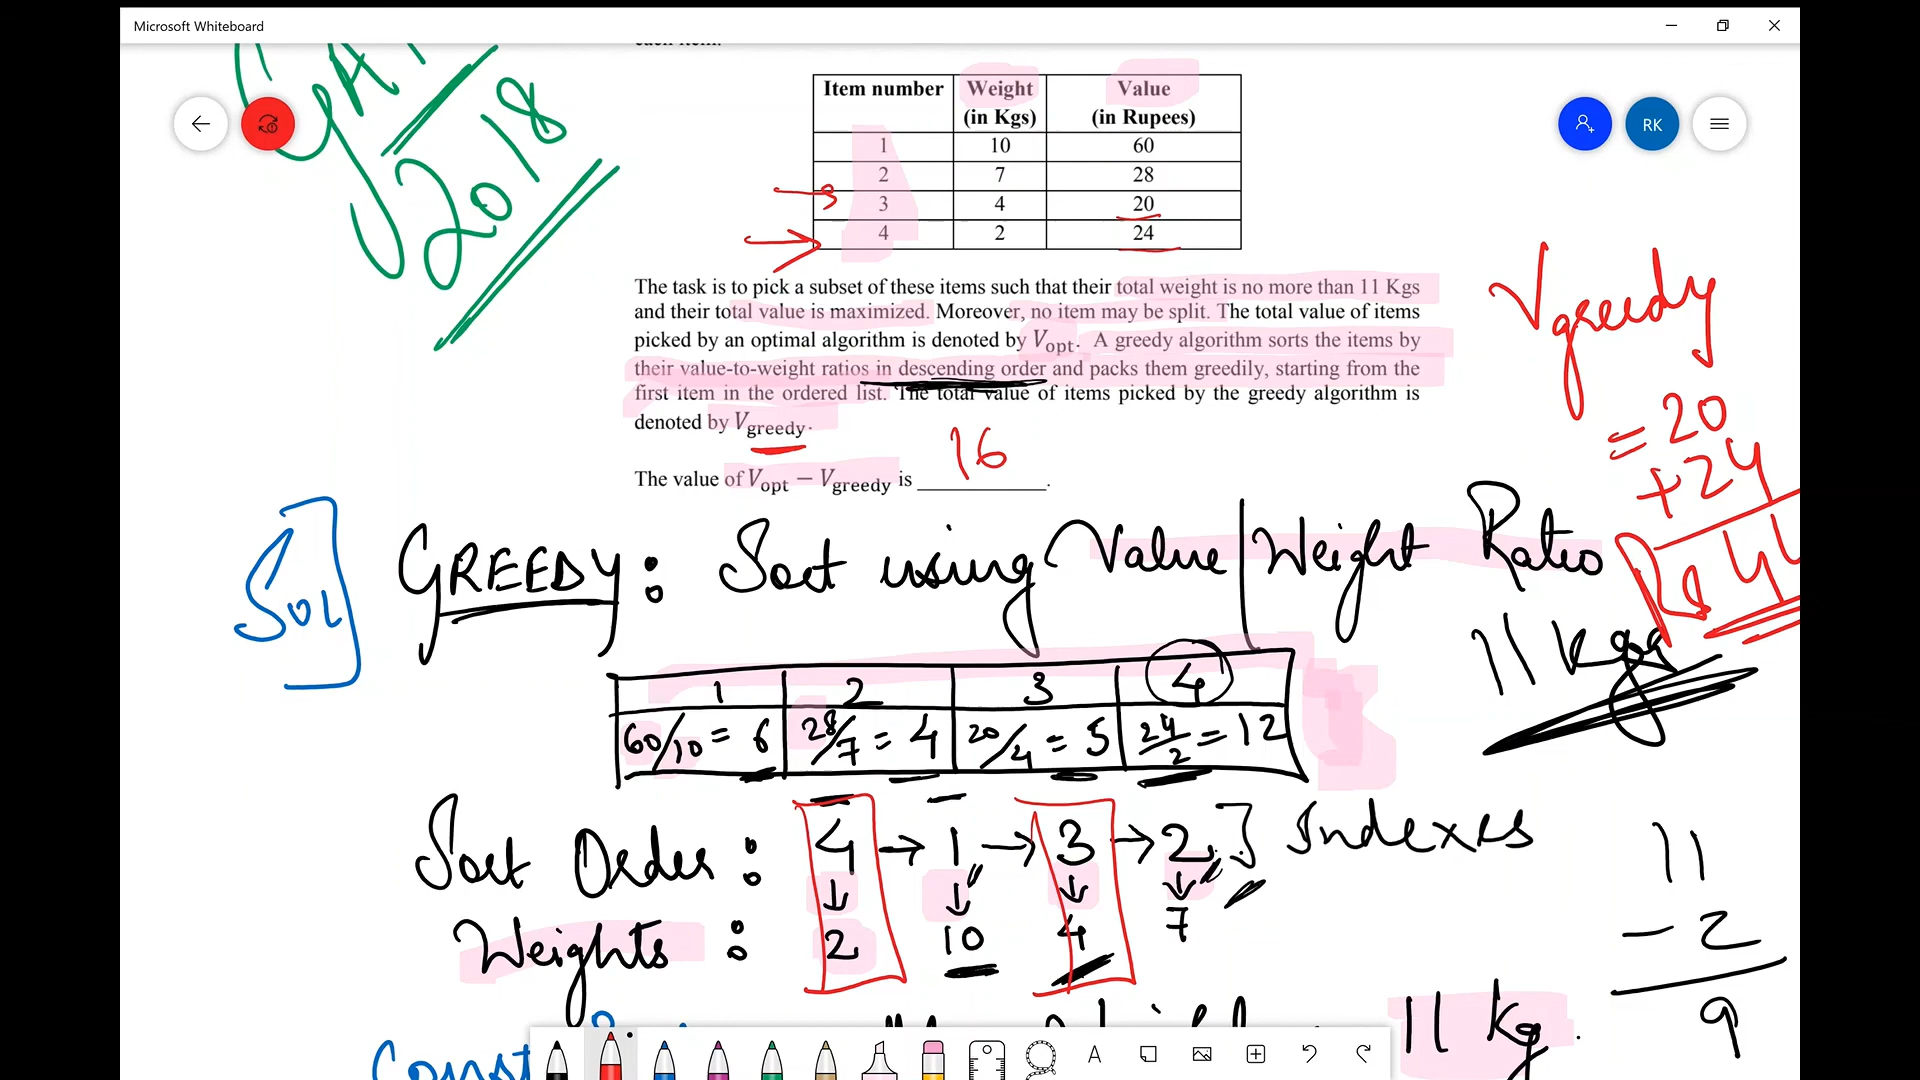 Microsoft Whiteboard
2018
RK
Item number Weight (in Kgs) Value (in Rupees)
1 10 60
2 7 28
3 4 20
4 2 24
The task is to pick a subset of these items such that their total weight is no more than 11 Kgs
and their total value is maximized. Moreover, no item may be split. The total value of items
picked by an optimal algorithm is denoted by Vopt. A greedy algorithm sorts the items by
their value-to-weight ratios in descending order and packs them greedily, starting from the
first item in the ordered list. The total value of items picked by the greedy algorithm is
denoted by Vgreedy.
The value of Vopt − Vgreedy is ____________.
16
Vgreedy
= 20
+ 24
Rs 44
Sol]
GREEDY: Sort using Value/Weight Ratio
11 kgs
1 2 3 4
60/10 = 6 28/7 = 4 20/4 = 5 24/2 = 12
Sort Order: 4 → 1 → 3 → 2 ] Indexes
Weights: 2 10 4 7
11
- 2
9
11 kg.